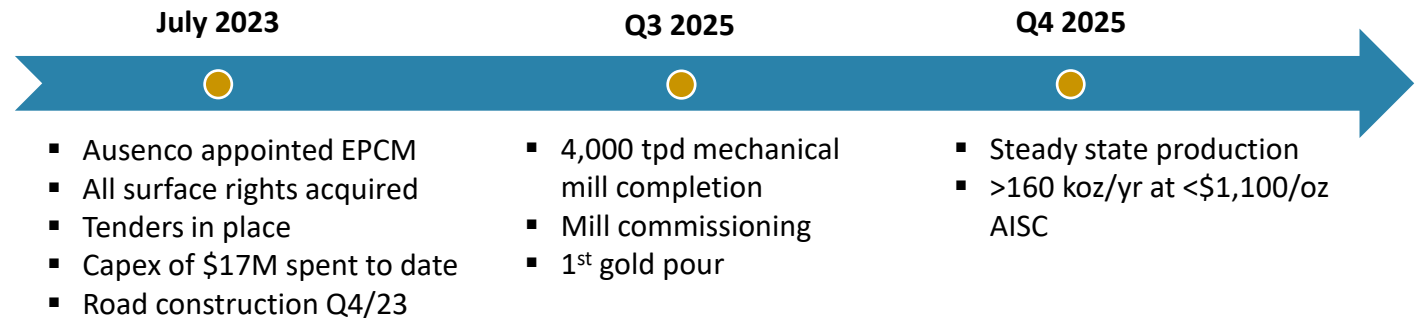 July 2023
Q3 2025
Q4 2025
▪ Ausenco appointed EPCM
▪ All surface rights acquired
▪ Tenders in place
▪ Capex of $17M spent to date
▪ Road construction Q4/23
▪ 4,000 tpd mechanical
mill completion
▪ Mill commissioning
▪ 1st gold pour
▪ Steady state production
▪ >160 koz/yr at <$1,100/oz
AISC